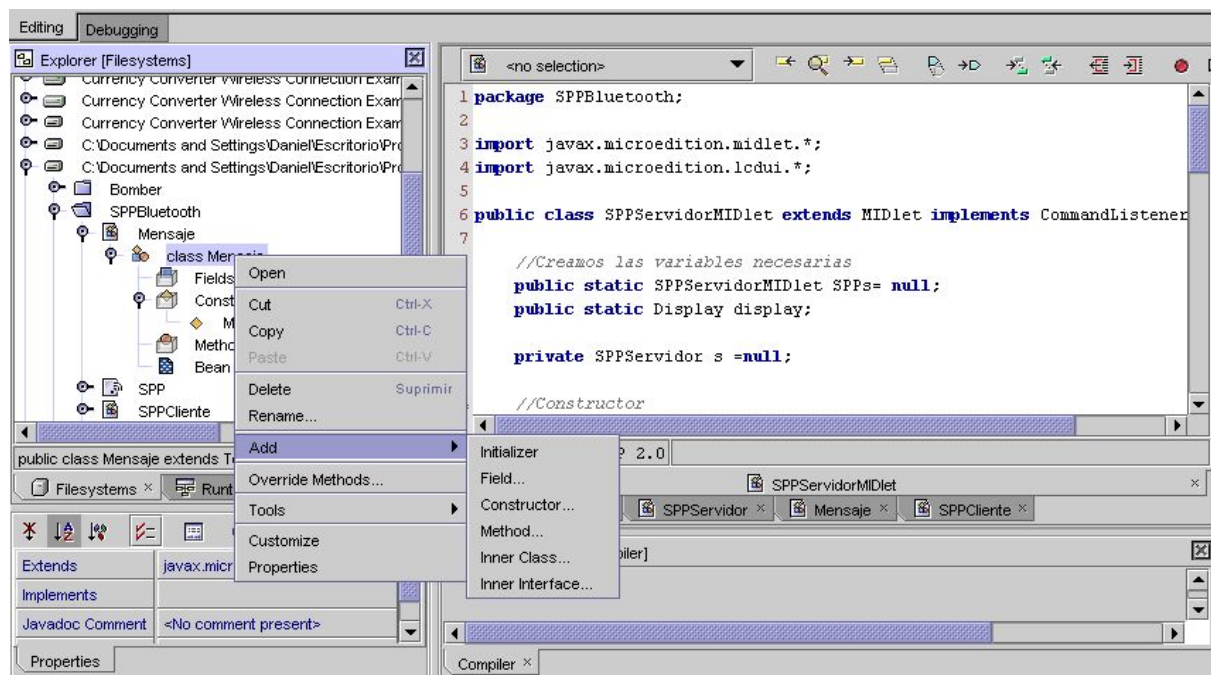 Editing Debugging
Explorer [Filesystems]
Currency Converter Wireless Connection Exam
Currency Converter Wireless Connection Exam
Currency Converter Wireless Connection Exam
C:\Documents and Settings\Daniel\Escritorio\Pro
C:\Documents and Settings\Daniel\Escritorio\Pro
Bomber
SPPBluetooth
Mensaje
class Mensaje
Fields
Const
M
Metho
Bean
SPP
SPPCliente
public class Mensaje extends T
Filesystems × Runt
Extends javax.micr
Implements
Javadoc Comment <No comment present>
Properties
Open
Cut Ctrl-X
Copy Ctrl-C
Paste Ctrl-V
Delete Suprimir
Rename...
Add
Override Methods...
Tools
Customize
Properties
Initializer
Field...
Constructor...
Method...
Inner Class...
Inner Interface...
<no selection>
1 package SPPBluetooth;
2
3 import javax.microedition.midlet.*;
4 import javax.microedition.lcdui.*;
5
6 public class SPPServidorMIDlet extends MIDlet implements CommandListener
7
//Creamos las variables necesarias
public static SPPServidorMIDlet SPPs= null;
public static Display display;
private SPPServidor s =null;
//Constructor
P 2.0
SPPServidorMIDlet ×
SPPServidor × Mensaje × SPPCliente ×
piler]
Compiler ×